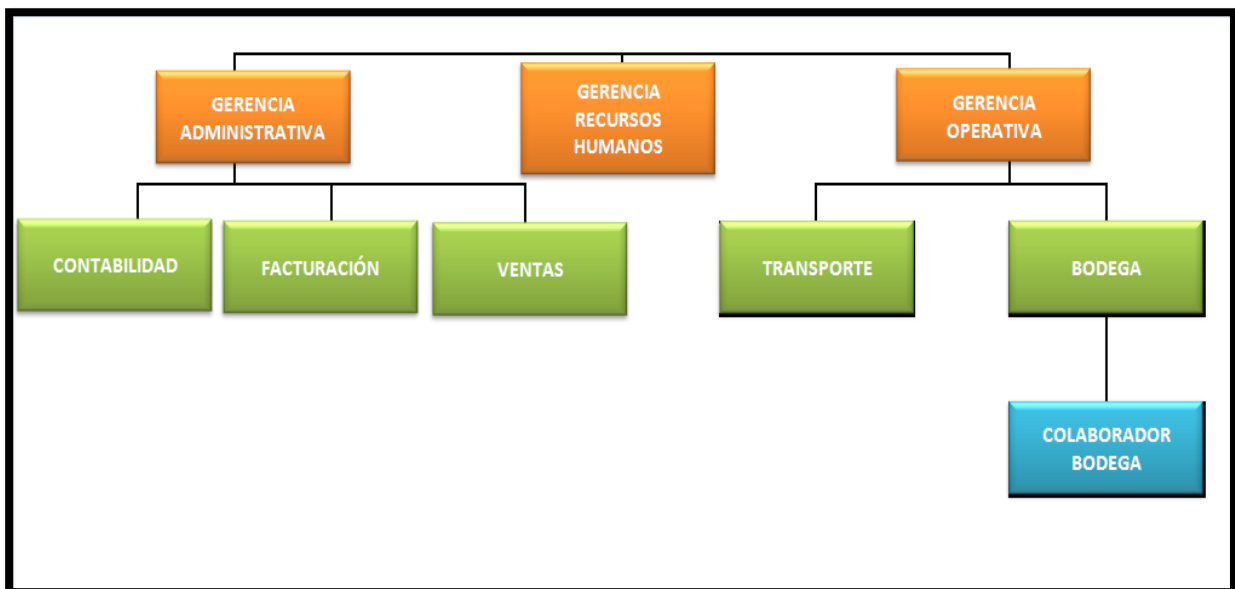 GERENCIA
ADMINISTRATIVA
GERENCIA
RECURSOS
HUMANOS
GERENCIA
OPERATIVA
CONTABILIDAD
FACTURACIÓN
VENTAS
TRANSPORTE
BODEGA
COLABORADOR
BODEGA